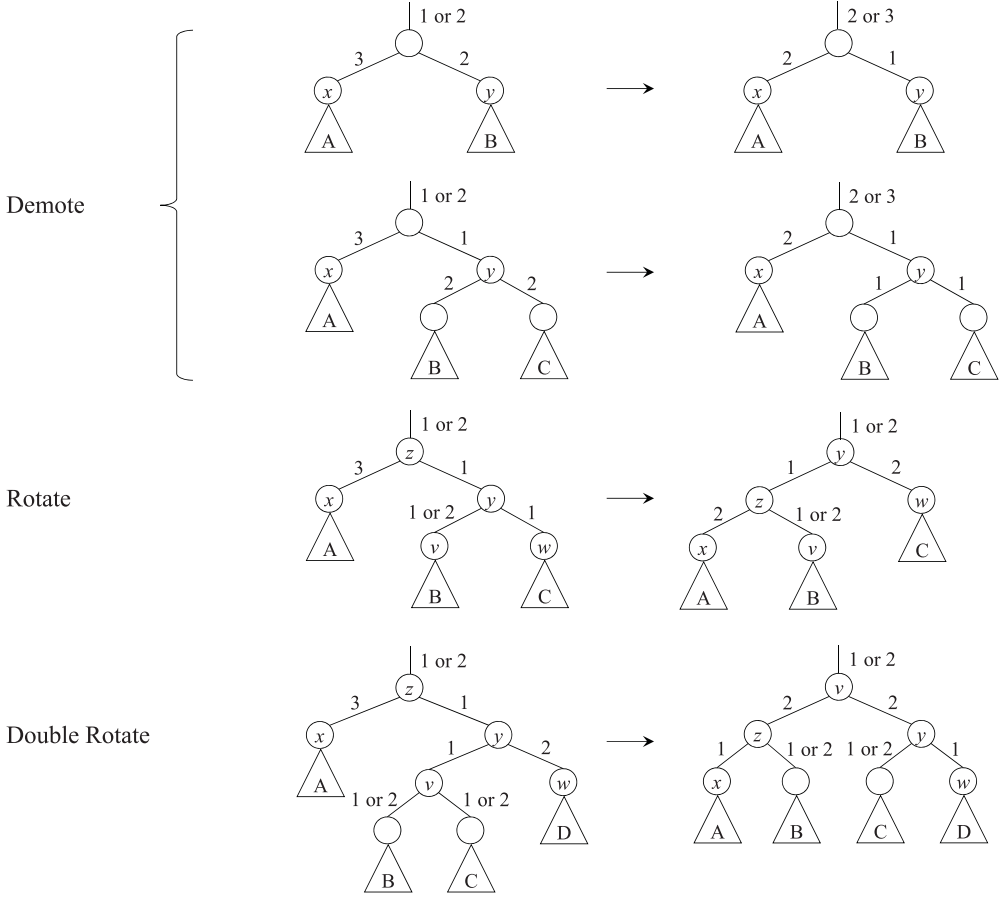 1 or 2 2 or 3
3 2 2 1
x y x y
A B A B
Demote
1 or 2 2 or 3
3 1 2 1
x y x y
2 2 1 1
A A
B C B C
1 or 2 1 or 2
z y
3 1 1 2
Rotate
x y z w
1 or 2 1 2 1 or 2
v w x v
A C
B C A B
1 or 2 1 or 2
z v
3 1 2 2
Double Rotate
x y z y
1 2 1 1 or 2 1 or 2 1
v w x w
A
1 or 2 1 or 2
D A B C D
B C